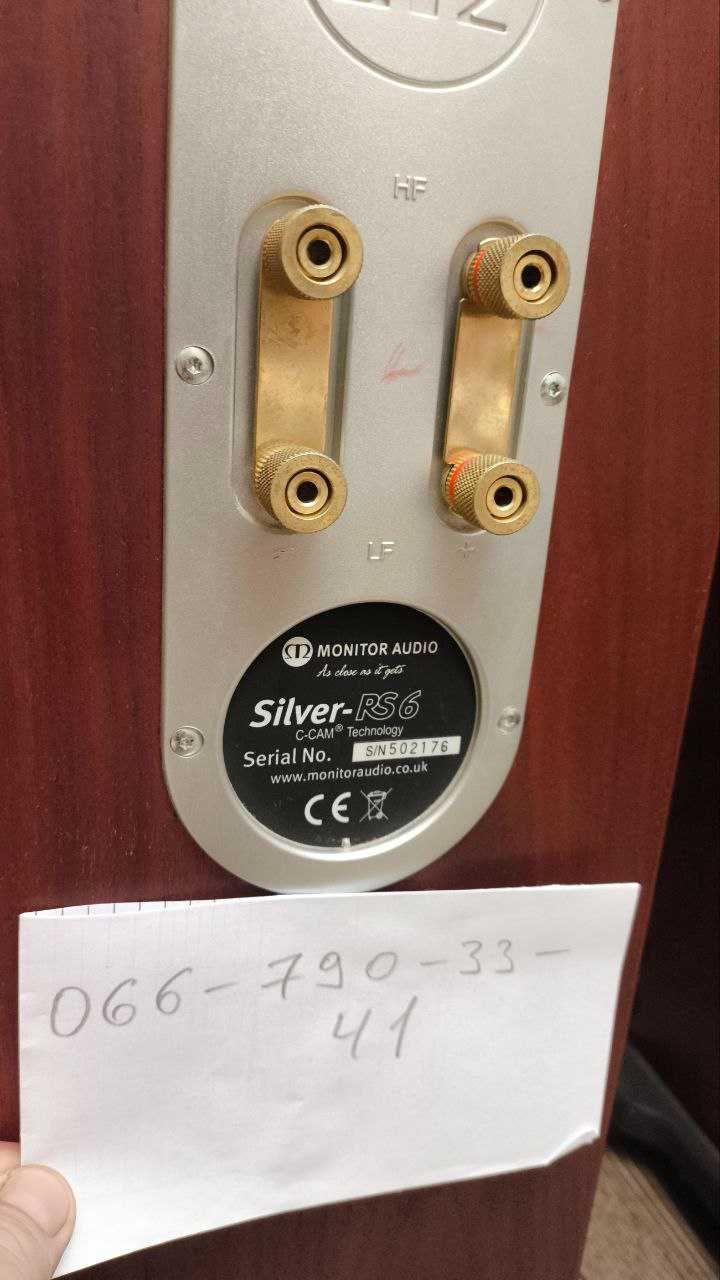 HF
- LF +
MONITOR AUDIO
As close as it gets
Silver-RS6
C-CAM® Technology
Serial No. S/N502176
www.monitoraudio.co.uk
CE
066-790-33-
41